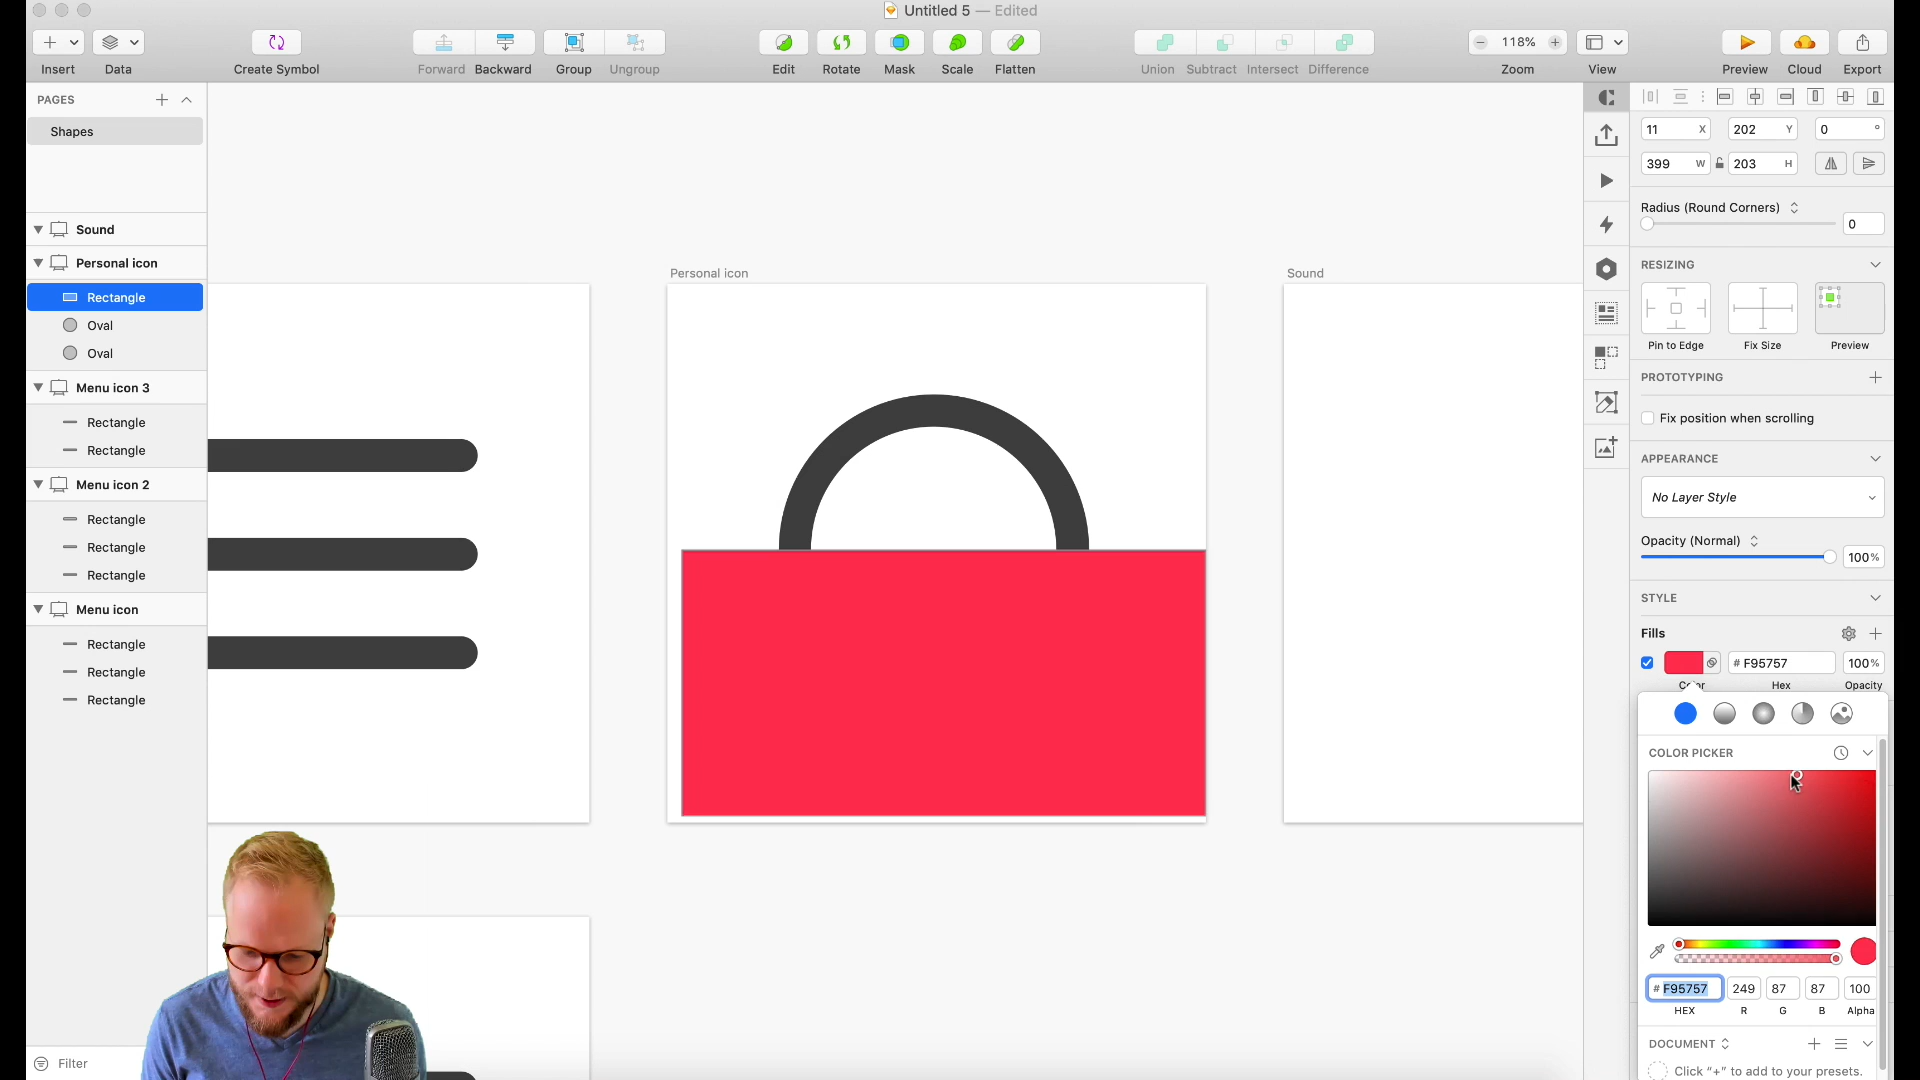 Untitled 5 — Edited
Insert
Data
Create Symbol
Forward
Backward
Group
Ungroup
Edit
Rotate
Mask
Scale
Flatten
Union
Subtract
Intersect
Difference
118%
Zoom
View
Preview
Cloud
Export
PAGES
Shapes
Sound
Personal icon
Rectangle
Oval
Oval
Menu icon 3
Rectangle
Rectangle
Menu icon 2
Rectangle
Rectangle
Rectangle
Menu icon
Rectangle
Rectangle
Rectangle
Filter
Personal icon
Sound
11 X
202 Y
0 °
399 W
203 H
Radius (Round Corners)
0
RESIZING
Pin to Edge
Fix Size
Preview
PROTOTYPING
Fix position when scrolling
APPEARANCE
No Layer Style
Opacity (Normal)
100%
STYLE
Fills
# F95757
100%
Color
Hex
Opacity
COLOR PICKER
# F95757
249
87
87
100
HEX
R
G
B
Alpha
DOCUMENT
Click "+" to add to your presets.